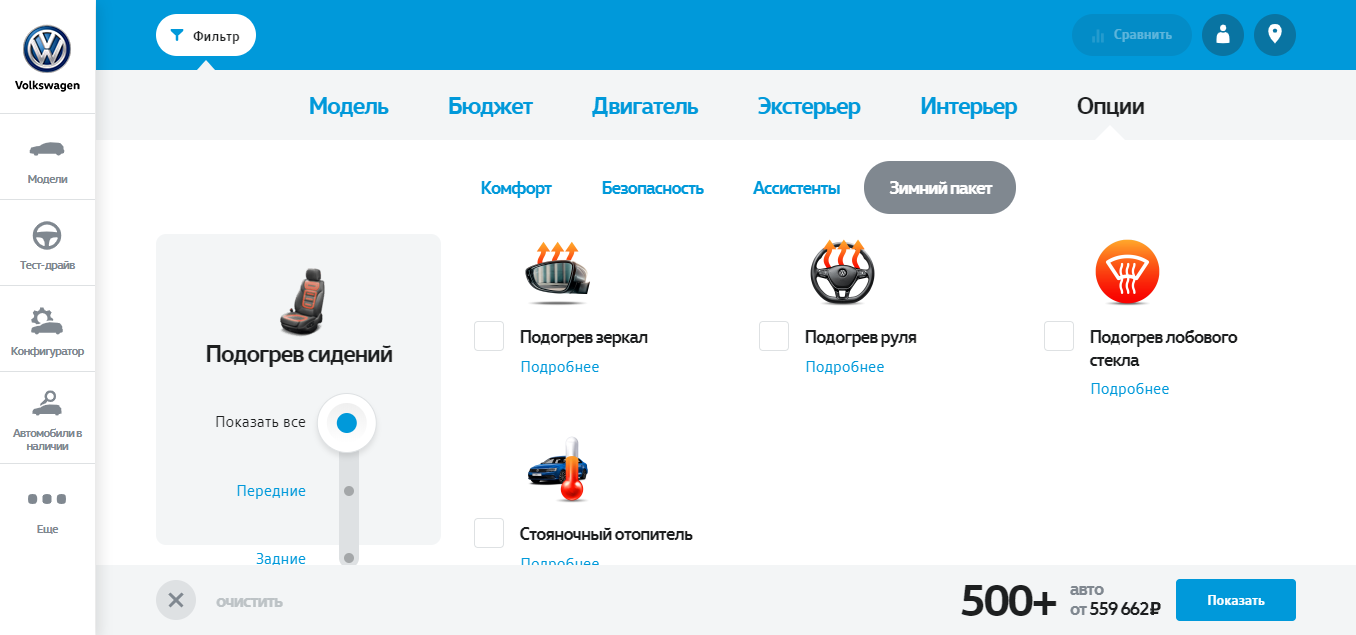 Volkswagen
Модели
Тест-драйв
Конфигуратор
Автомобили в
наличии
Еще
Фильтр
Сравнить
Модель
Бюджет
Двигатель
Экстерьер
Интерьер
Опции
Комфорт
Безопасность
Ассистенты
Зимний пакет
Подогрев сидений
Показать все
Передние
Задние
Подогрев зеркал
Подробнее
Подогрев руля
Подробнее
Подогрев лобового
стекла
Подробнее
Стояночный отопитель
Подробнее
очистить
500+
авто
от 559 662₽
Показать